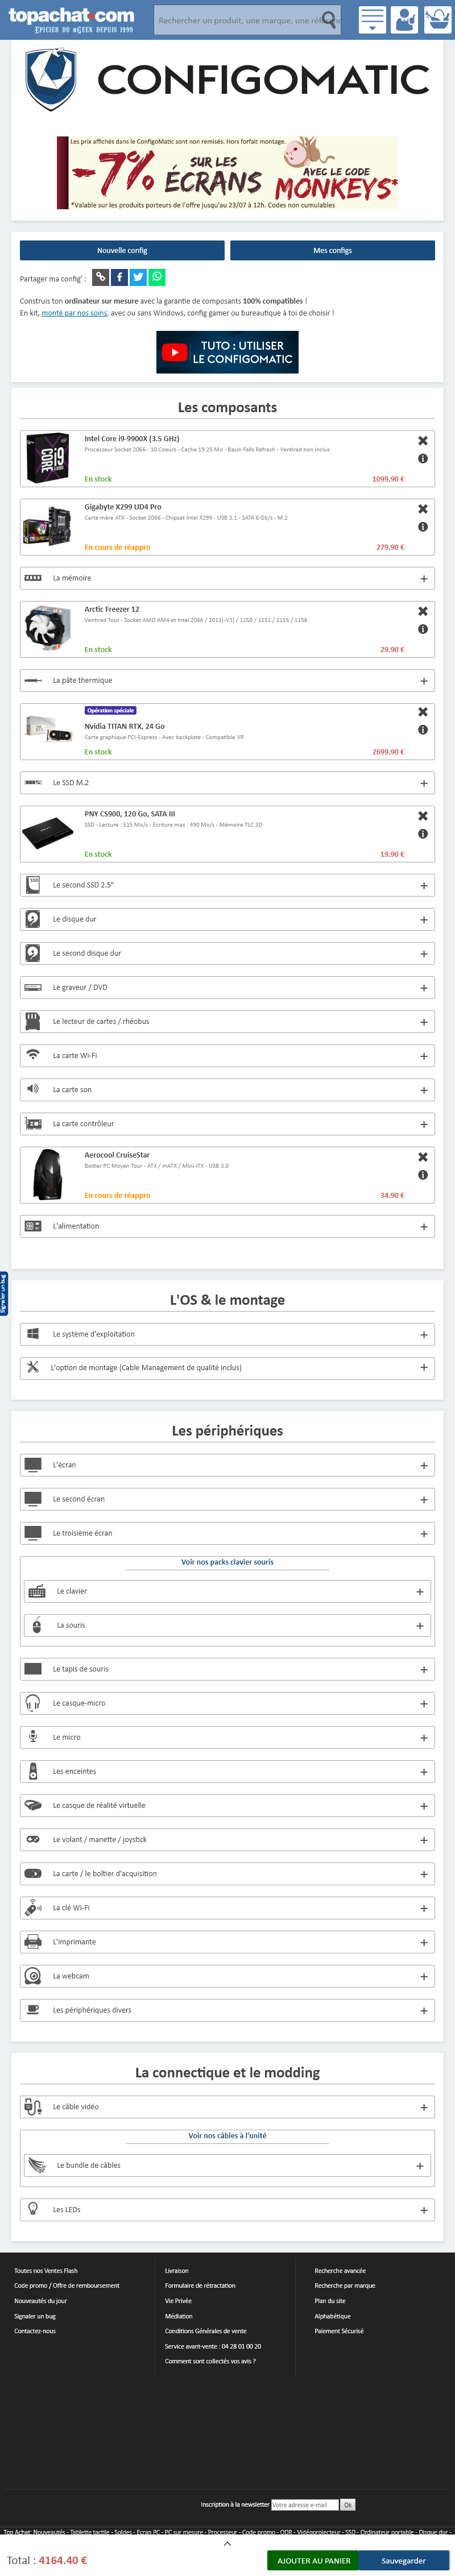 topachat.com
Epicier du #Geek depuis 1999
Rechercher un produit, une marque, une
CONFIGOMATIC
Les prix affichés dans le ConfigoMatic sont non remisés. Hors forfait montage.
-7% SUR LES ÉCRANS AVEC LE CODE MONKEYS*
*Valable sur les produits porteurs de l'offre jusqu'au 23/07 à 12h. Codes non cumulables
Nouvelle config
Mes configs
Partager ma config' :
Construis ton ordinateur sur mesure avec la garantie de composants 100% compatibles !
En kit, monté par nos soins, avec ou sans Windows, config gamer ou bureautique à toi de choisir !
TUTO : UTILISER
LE CONFIGOMATIC
Les composants
Intel Core i9-9900X (3.5 GHz)
Processeur Socket 2066 - 10 Coeurs - Cache 19.25 Mo - Basin Falls Refresh - Ventirad non inclus
En stock
1099.90 €
Gigabyte X299 UD4 Pro
Carte mère ATX - Socket 2066 - Chipset Intel X299 - USB 3.1 - SATA 6 Gb/s - M.2
En cours de réappro
279.90 €
La mémoire
Arctic Freezer 12
Ventirad Tour - Socket AMD AM4 et Intel 2066 / 2011(-V3) / 1150 / 1151 / 1155 / 1156
En stock
29.90 €
La pâte thermique
Opération spéciale
Nvidia TITAN RTX, 24 Go
Carte graphique PCI-Express - Avec backplate - Compatible VR
En stock
2699.90 €
Le SSD M.2
PNY CS900, 120 Go, SATA III
SSD - Lecture : 515 Mo/s - Ecriture max : 490 Mo/s - Mémoire TLC 3D
En stock
19.90 €
Le second SSD 2.5"
Le disque dur
Le second disque dur
Le graveur / DVD
Le lecteur de cartes / rhéobus
La carte Wi-Fi
La carte son
La carte contrôleur
Aerocool CruiseStar
Boitier PC Moyen Tour - ATX / mATX / Mini-ITX - USB 3.0
En cours de réappro
34.90 €
L'alimentation
Signaler un bug
L'OS & le montage
Le système d'exploitation
L'option de montage (Cable Management de qualité inclus)
Les périphériques
L'écran
Le second écran
Le troisième écran
Voir nos packs clavier souris
Le clavier
La souris
Le tapis de souris
Le casque-micro
Le micro
Les enceintes
Le casque de réalité virtuelle
Le volant / manette / joystick
La carte / le boîtier d'acquisition
La clé Wi-Fi
L'imprimante
La webcam
Les périphériques divers
La connectique et le modding
Le câble vidéo
Voir nos câbles à l'unité
Le bundle de câbles
Les LEDs
Toutes nos Ventes Flash
Code promo / Offre de remboursement
Nouveautés du jour
Signaler un bug
Contactez-nous
Livraison
Formulaire de rétractation
Vie Privée
Médiation
Conditions Générales de vente
Service avant-vente : 04 28 01 00 20
Comment sont collectés vos avis ?
Recherche avancée
Recherche par marque
Plan du site
Alphabétique
Paiement Sécurisé
Inscription à la newsletter Votre adresse e-mail Ok
Top Achat: Nouveautés - Tablette tactile - Soldes - Ecran PC - PC sur mesure - Processeur - Code promo - ODR - Vidéoprojecteur - SSD - Ordinateur portable - Disque dur -
Total : 4164.40 €
AJOUTER AU PANIER
Sauvegarder